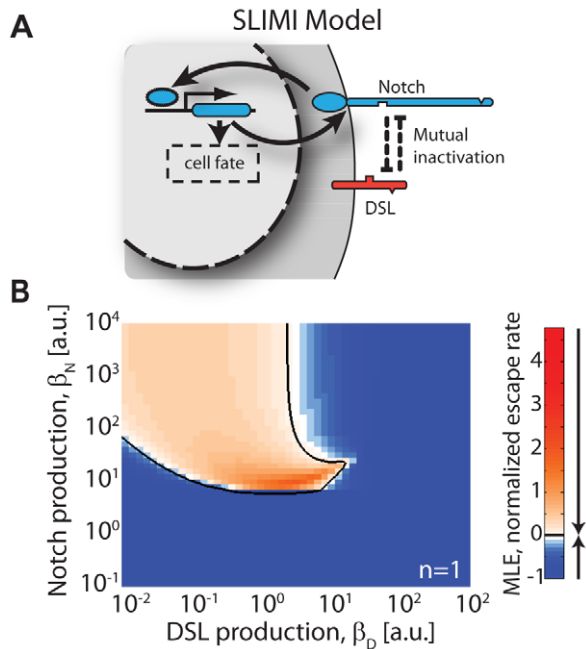 SLIMI Model
A
Notch
cell fate
Mutual
inactivation
DSL
B
Notch production, β_N [a.u.]
10^4
10^3
10^2
10^1
10^0
10^-1
n=1
10^-2 10^-1 10^0 10^1 10^2
DSL production, β_D [a.u.]
MLE, normalized escape rate
4
3
2
1
0
-1